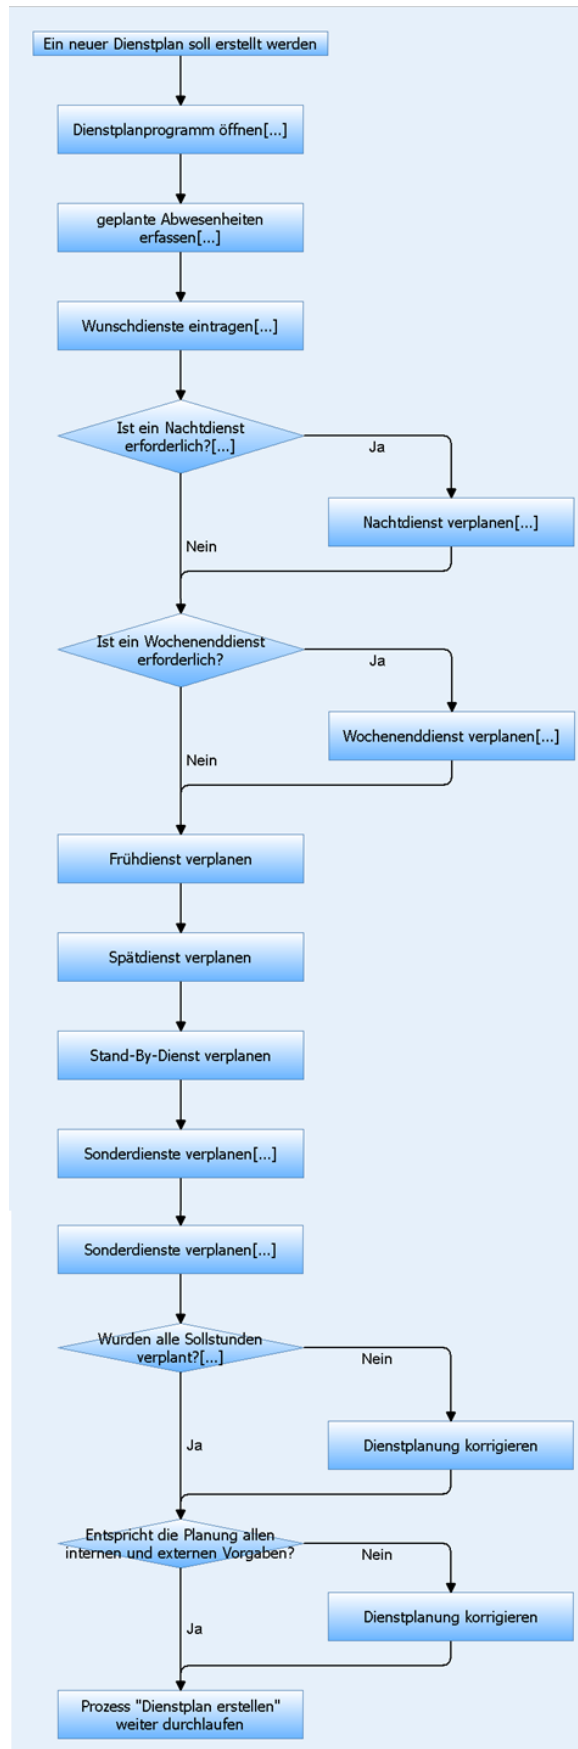 Ein neuer Dienstplan soll erstellt werden
Dienstplanprogramm öffnen[...]
geplante Abwesenheiten
erfassen[...]
Wunschdienste eintragen[...]
Ist ein Nachtdienst
erforderlich?[...]
Ja
Nachtdienst verplanen[...]
Nein
Ist ein Wochenenddienst
erforderlich?
Ja
Wochenenddienst verplanen[...]
Nein
Frühdienst verplanen
Spätdienst verplanen
Stand-By-Dienst verplanen
Sonderdienste verplanen[...]
Sonderdienste verplanen[...]
Wurden alle Sollstunden
verplant?[...]
Nein
Dienstplanung korrigieren
Ja
Entspricht die Planung allen
internen und externen Vorgaben?
Nein
Dienstplanung korrigieren
Ja
Prozess "Dienstplan erstellen"
weiter durchlaufen